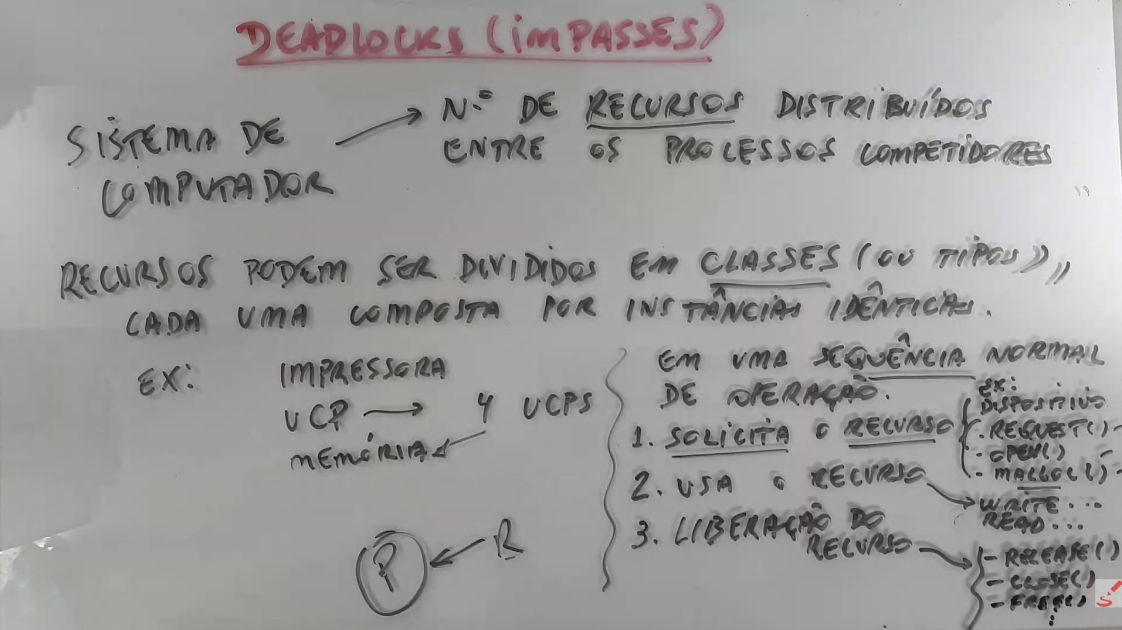 DEADLOCKS (IMPASSES)
SISTEMA DE
COMPUTADOR
N.º DE RECURSOS DISTRIBUÍDOS
ENTRE OS PROCESSOS COMPETIDORES
RECURSOS PODEM SER DIVIDIDOS EM CLASSES (OU TIPOS),
CADA UMA COMPOSTA POR INSTÂNCIAS IDÊNTICAS.
EX:
IMPRESSORA
UCP → 4 UCPS
MEMÓRIA
P ← R
EM UMA SEQUÊNCIA NORMAL
DE OPERAÇÃO.
1. SOLICITA O RECURSO
EX:
DISPOSITIVO
. REQUEST()
. OPEN()
- MALLOC()
2. USA O RECURSO
WRITE...
READ...
3. LIBERAÇÃO DO
RECURSO
- RELEASE()
- CLOSE()
- FREE()